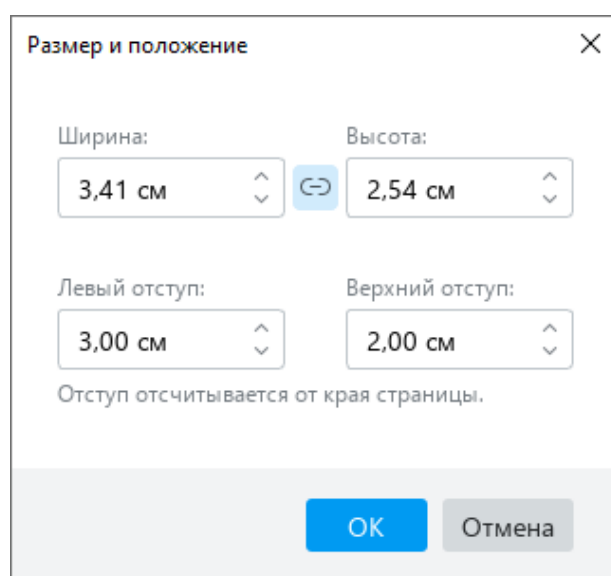 Размер и положение
Ширина: Высота:
3,41 см 2,54 см
Левый отступ: Верхний отступ:
3,00 см 2,00 см
Отступ отсчитывается от края страницы.
ОК Отмена